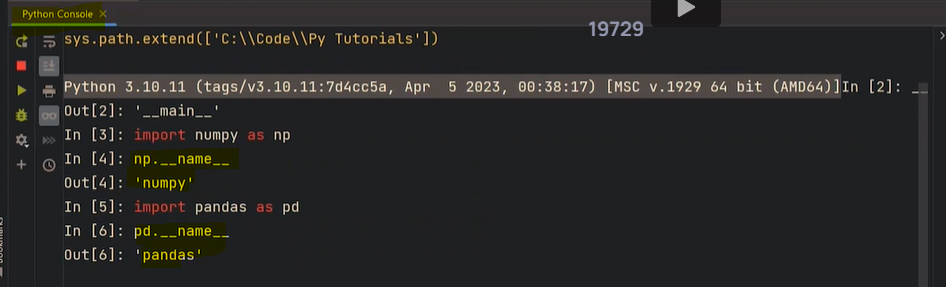 Python Console
19729
sys.path.extend(['C:\\Code\\Py Tutorials'])
Python 3.10.11 (tags/v3.10.11:7d4cc5a, Apr  5 2023, 00:38:17) [MSC v.1929 64 bit (AMD64)]In [2]: __
Out[2]: '__main__'
In [3]: import numpy as np
In [4]: np.__name__
Out[4]: 'numpy'
In [5]: import pandas as pd
In [6]: pd.__name__
Out[6]: 'pandas'